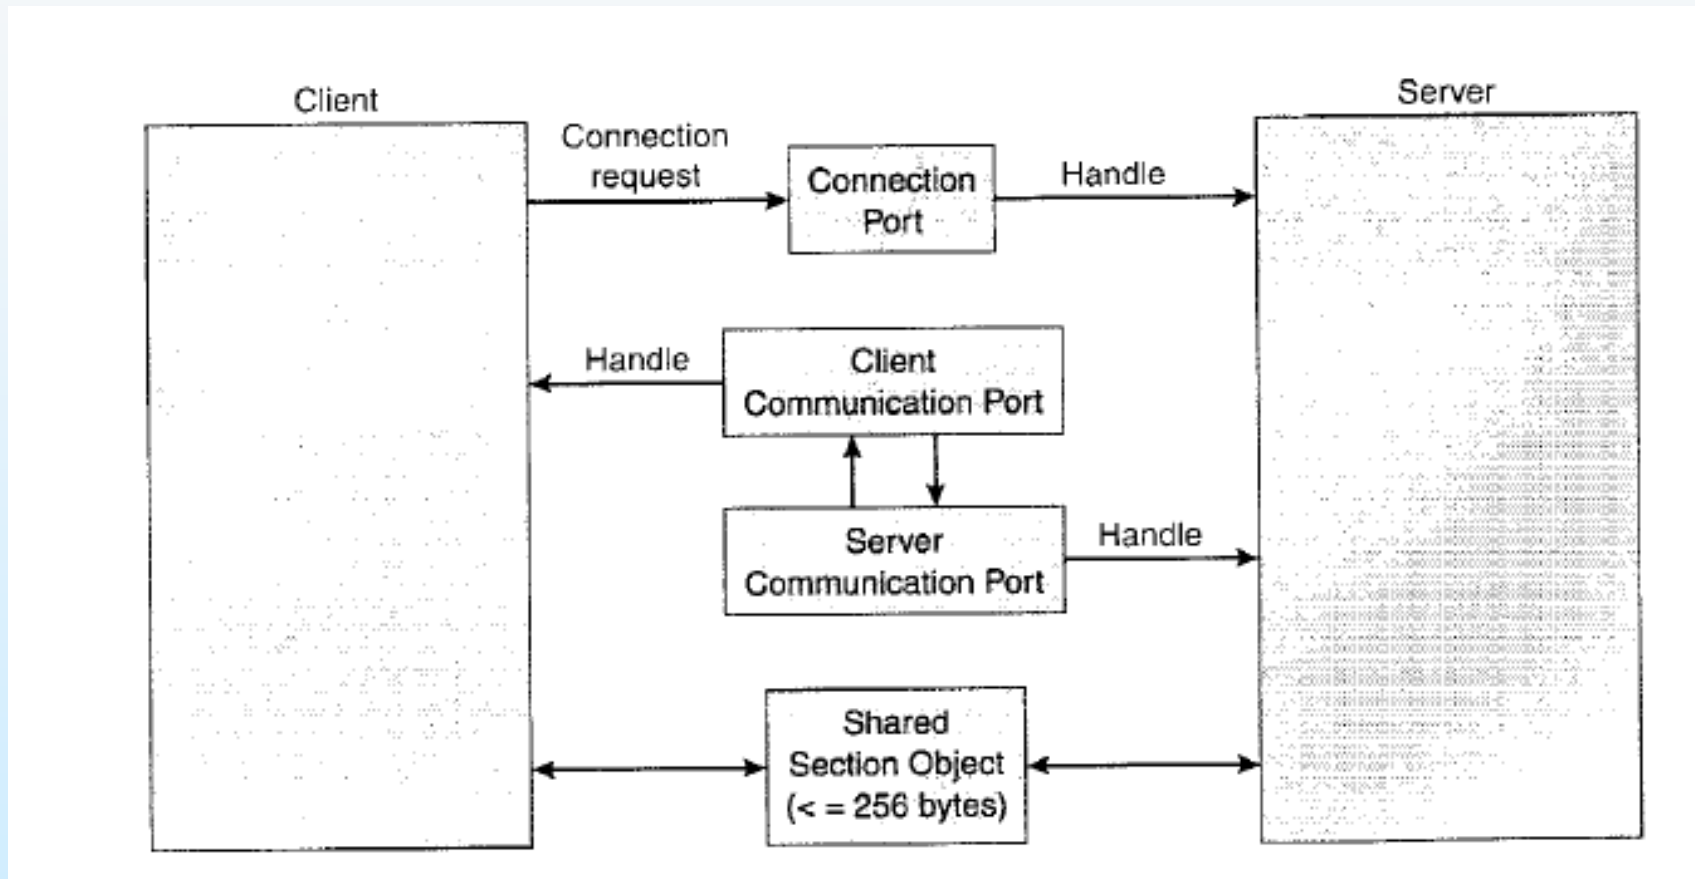 Client
Server
Connection
request
Connection
Port
Handle
Handle
Client
Communication Port
Server
Communication Port
Handle
Shared
Section Object
(< = 256 bytes)